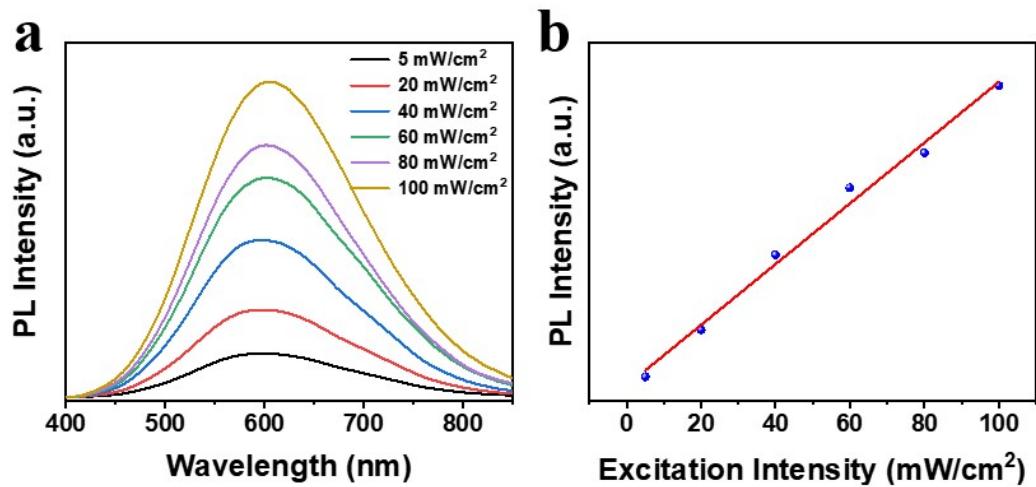 a
PL Intensity (a.u.)
5 mW/cm²
20 mW/cm²
40 mW/cm²
60 mW/cm²
80 mW/cm²
100 mW/cm²
400 500 600 700 800
Wavelength (nm)
b
PL Intensity (a.u.)
0 20 40 60 80 100
Excitation Intensity (mW/cm²)